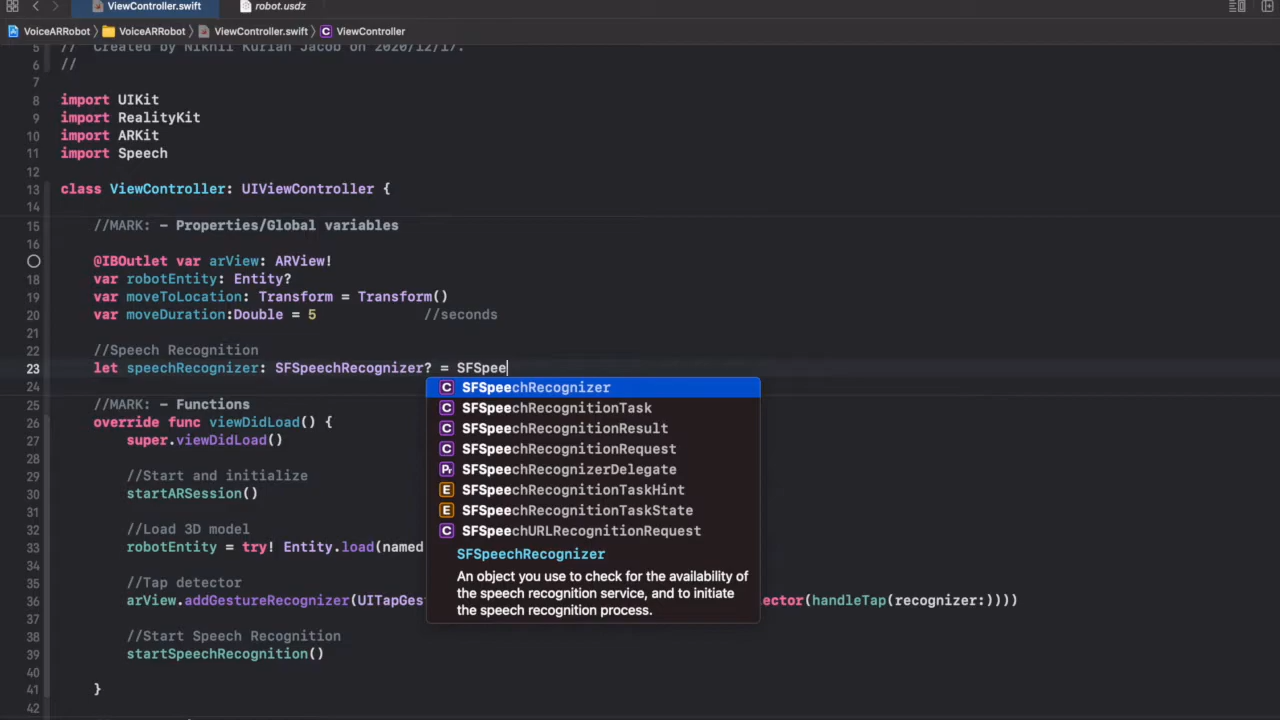 ViewController.swift robot.usdz
VoiceARRobot VoiceARRobot ViewController.swift C ViewController
5 // Created by Nikhil Kurian Jacob on 2020/12/17.
6 //
7
8 import UIKit
9 import RealityKit
10 import ARKit
11 import Speech
12
13 class ViewController: UIViewController {
14
15 //MARK: - Properties/Global variables
16
@IBOutlet var arView: ARView!
18 var robotEntity: Entity?
19 var moveToLocation: Transform = Transform()
20 var moveDuration:Double = 5 //seconds
21
22 //Speech Recognition
23 let speechRecognizer: SFSpeechRecognizer? = SFSpee
24
25 //MARK: - Functions
26 override func viewDidLoad() {
27 super.viewDidLoad()
28
29 //Start and initialize
30 startARSession()
31
32 //Load 3D model
33 robotEntity = try! Entity.load(named
34
35 //Tap detector
36 arView.addGestureRecognizer(UITapGes ector(handleTap(recognizer:))))
37
38 //Start Speech Recognition
39 startSpeechRecognition()
40
41 }
42
C SFSpeechRecognizer
C SFSpeechRecognitionTask
C SFSpeechRecognitionResult
C SFSpeechRecognitionRequest
Pr SFSpeechRecognizerDelegate
E SFSpeechRecognitionTaskHint
E SFSpeechRecognitionTaskState
C SFSpeechURLRecognitionRequest
SFSpeechRecognizer
An object you use to check for the availability of
the speech recognition service, and to initiate
the speech recognition process.